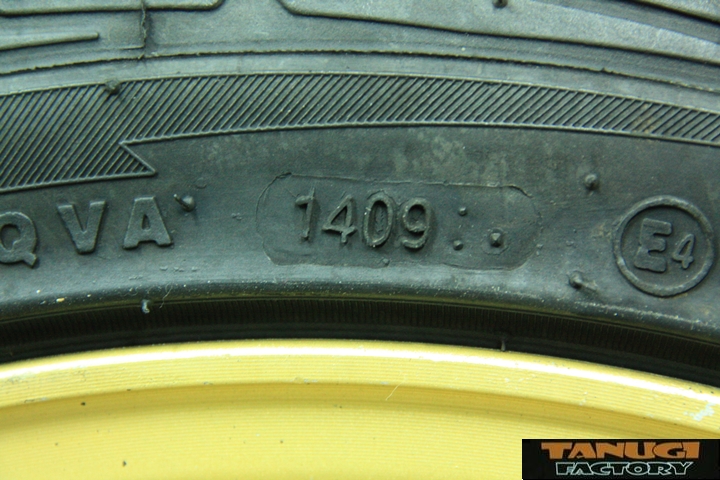 QVA 1409 E4
TANUGI
FACTORY